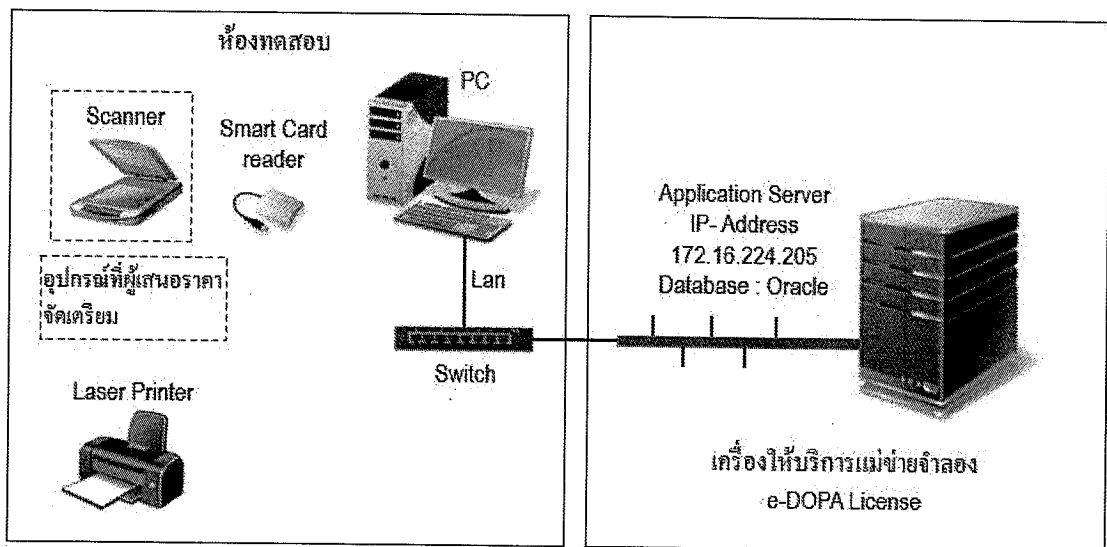 ห้องทดสอบ
PC
Scanner
Smart Card
reader
อุปกรณ์ที่ผู้เสนอราคา
จัดเตรียม
Lan
Switch
Laser Printer
Application Server
IP- Address
172.16.224.205
Database : Oracle
เครื่องให้บริการแม่ข่ายจำลอง
e-DOPA License